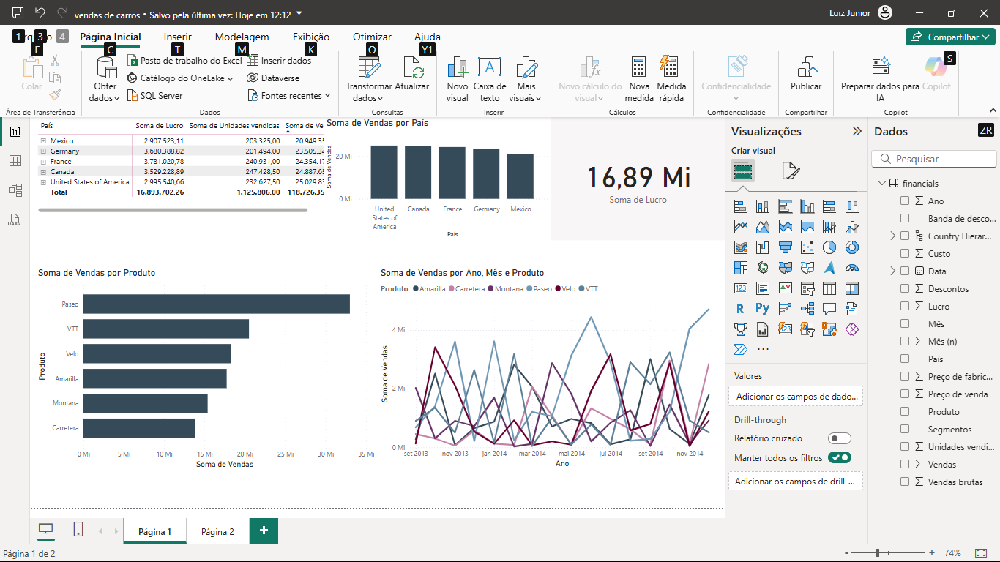 vendas de carros • Salvo pela última vez: Hoje em 12:12
Luiz Junior
1 3 4
Página Inicial
Inserir
Modelagem
Exibição
Otimizar
Ajuda
Compartilhar
F C T M K O Y1 S
Colar
Área de Transferência
Obter dados
Pasta de trabalho do Excel
Catálogo do OneLake
SQL Server
Inserir dados
Dataverse
Fontes recentes
Dados
Transformar dados
Atualizar
Consultas
Novo visual
Caixa de texto
Mais visuais
Inserir
Novo cálculo do visual
Nova medida
Medida rápida
Cálculos
Confidencialidade
Confidencialidade
Publicar
Compartilhar
Preparar dados para IA
Copilot
Copilot
País Soma de Lucro Soma de Unidades vendidas Soma de Ve
Mexico 2.907.523,11 203.325,00 20.949.35
Germany 3.680.388,82 201.494,00 23.505.34
France 3.781.020,78 240.931,00 24.354.17
Canada 3.529.228,89 247.428,50 24.887.65
United States of America 2.995.540,66 232.627,50 25.029.83
Total 16.893.702,26 1.125.806,00 118.726.35
Soma de Vendas por País
Soma de Vendas
20 Mi
0 Mi
United States of America
Canada
France
Germany
Mexico
País
16,89 Mi
Soma de Lucro
Soma de Vendas por Produto
Produto
Paseo
VTT
Velo
Amarilla
Montana
Carretera
0 Mi 5 Mi 10 Mi 15 Mi 20 Mi 25 Mi 30 Mi 35 Mi
Soma de Vendas
Soma de Vendas por Ano, Mês e Produto
Produto Amarilla Carretera Montana Paseo Velo VTT
Soma de Vendas
4 Mi
2 Mi
0 Mi
set 2013 nov 2013 jan 2014 mar 2014 mai 2014 jul 2014 set 2014 nov 2014
Ano
Visualizações
Criar visual
R Py
123
Valores
Adicionar os campos de dado...
Drill-through
Relatório cruzado
Manter todos os filtros
Adicionar os campos de drill-...
Dados
ZR
Pesquisar
financials
Ano
Banda de desco...
Country Hierar...
Custo
Data
Descontos
Lucro
Mês
Mês (n)
País
Preço de fabric...
Preço de venda
Produto
Segmentos
Unidades vendi...
Vendas
Vendas brutas
Página 1
Página 2
+
Página 1 de 2
- + 74%